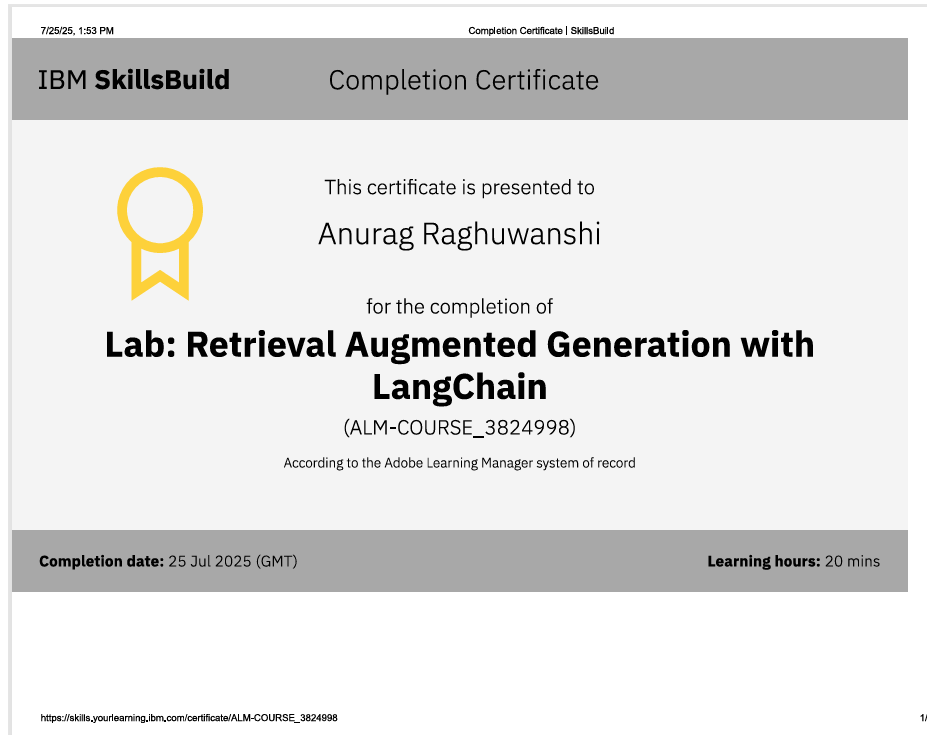 7/25/25, 1:53 PM
Completion Certificate | SkillsBuild
IBM SkillsBuild
Completion Certificate
This certificate is presented to
Anurag Raghuwanshi
for the completion of
Lab: Retrieval Augmented Generation with
LangChain
(ALM-COURSE_3824998)
According to the Adobe Learning Manager system of record
Completion date: 25 Jul 2025 (GMT)
Learning hours: 20 mins
https://skills.yourlearning.ibm.com/certificate/ALM-COURSE_3824998
1/